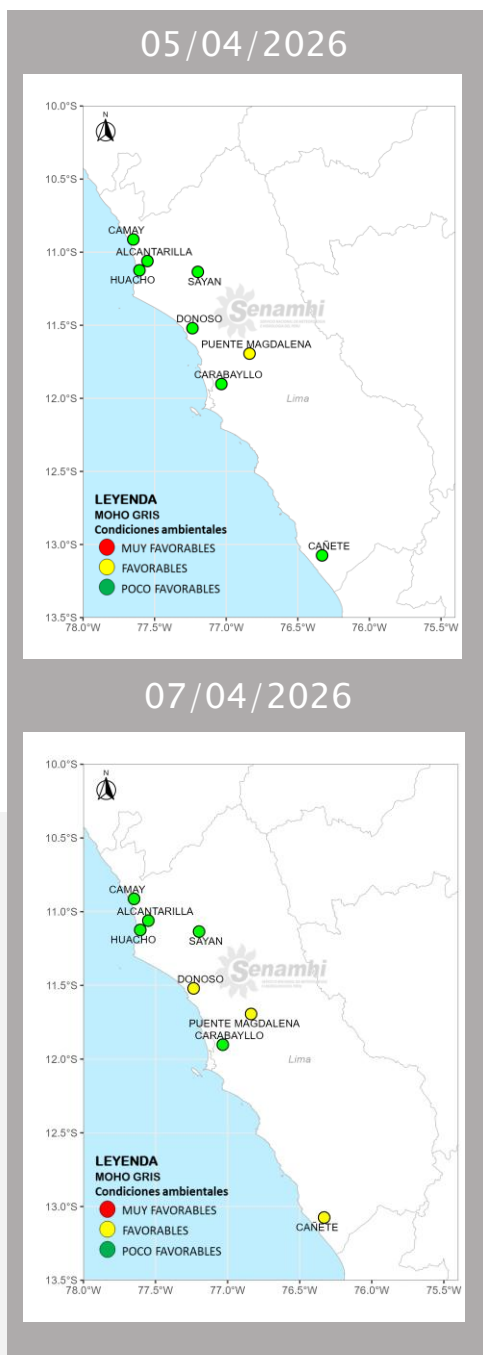 05/04/2026
N
10.0°S
10.5°S
11.0°S
11.5°S
12.0°S
12.5°S
13.0°S
13.5°S
78.0°W 77.5°W 77.0°W 76.5°W 76.0°W 75.5°W
CAMAY
ALCANTARILLA
HUACHO
SAYAN
Senamhi
DONOSO
PUENTE MAGDALENA
CARABAYLLO
Lima
CAÑETE
LEYENDA
MOHO GRIS
Condiciones ambientales
MUY FAVORABLES
FAVORABLES
POCO FAVORABLES
07/04/2026
N
10.0°S
10.5°S
11.0°S
11.5°S
12.0°S
12.5°S
13.0°S
13.5°S
78.0°W 77.5°W 77.0°W 76.5°W 76.0°W 75.5°W
CAMAY
ALCANTARILLA
HUACHO
SAYAN
Senamhi
DONOSO
PUENTE MAGDALENA
CARABAYLLO
Lima
CAÑETE
LEYENDA
MOHO GRIS
Condiciones ambientales
MUY FAVORABLES
FAVORABLES
POCO FAVORABLES